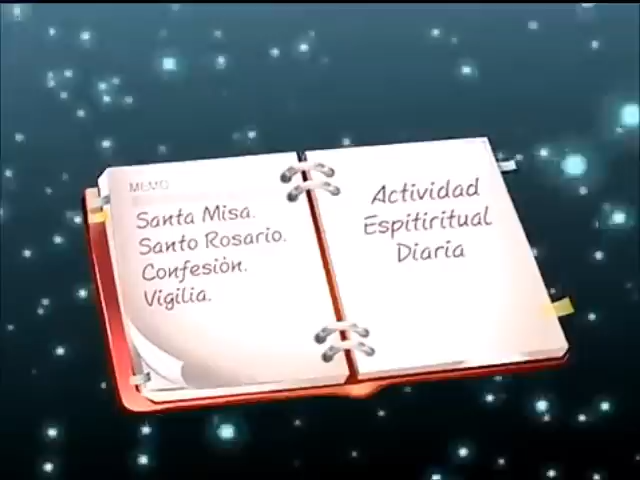 MEMO
Santa Misa.
Santo Rosario.
Confesión.
Vigilia.
Actividad
Espitiritual
Diaria